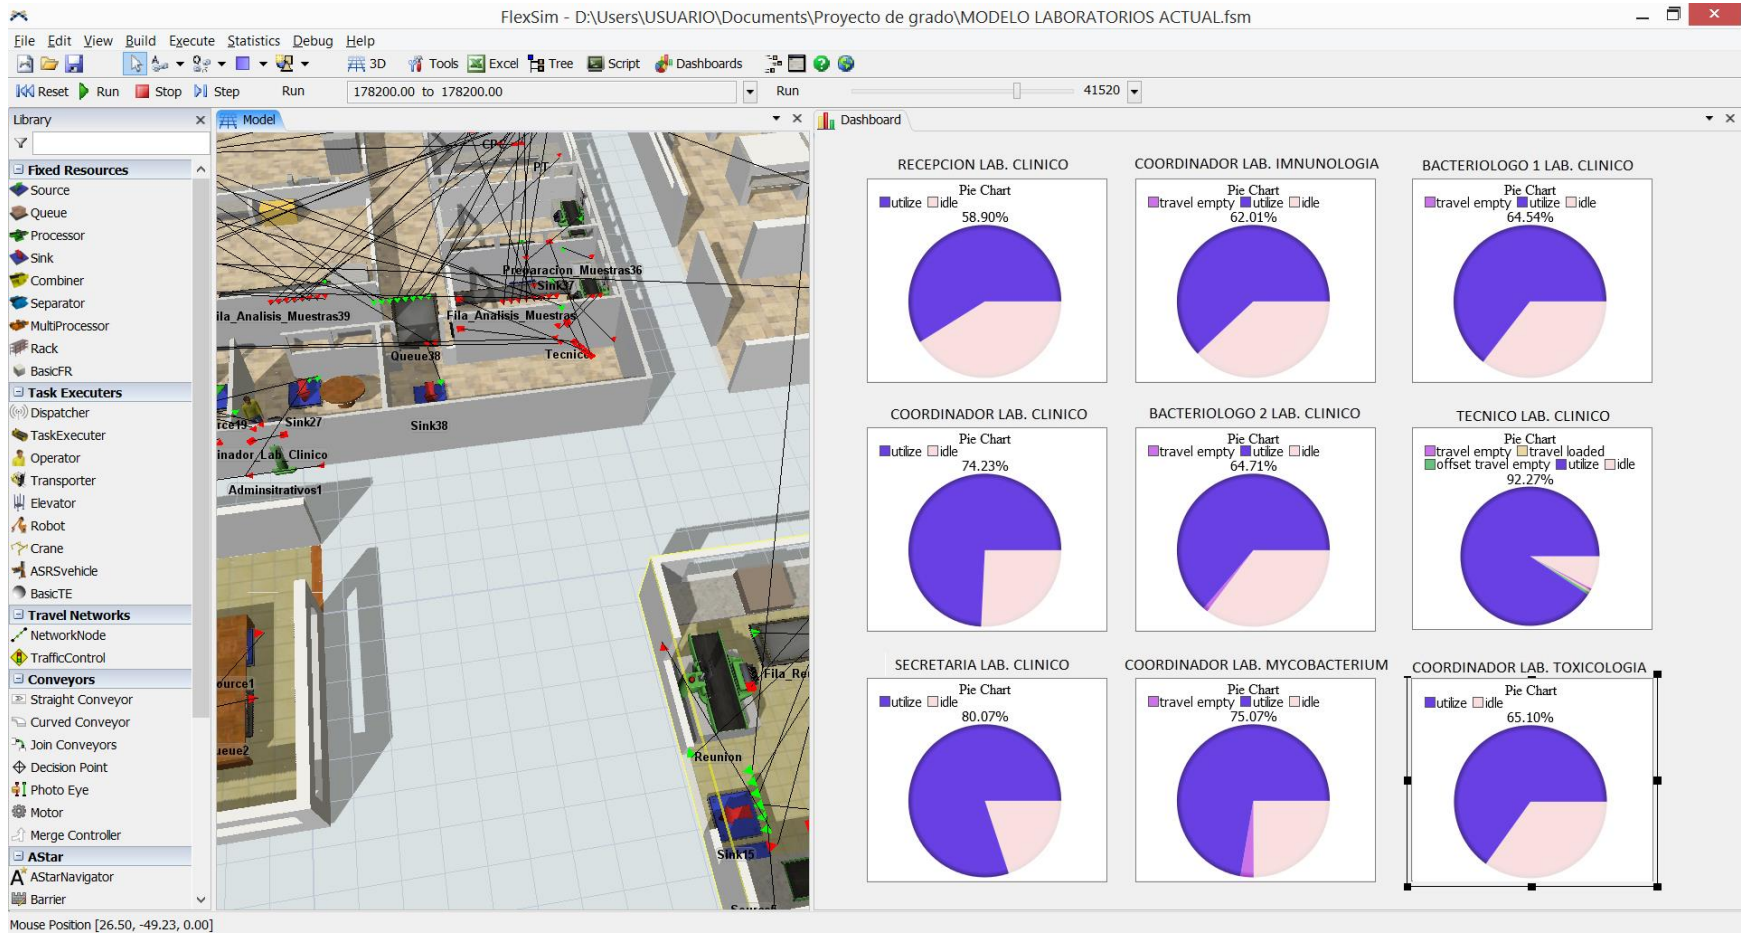 FlexSim - D:\Users\USUARIO\Documents\Proyecto de grado\MODELO LABORATORIOS ACTUAL.fsm
File Edit View Build Execute Statistics Debug Help
3D Tools Excel Tree Script Dashboards
Reset Run Stop Step Run 178200.00 to 178200.00 Run 41520
Library
Fixed Resources
Source
Queue
Processor
Sink
Combiner
Separator
MultiProcessor
Rack
BasicFR
Task Executers
Dispatcher
TaskExecuter
Operator
Transporter
Elevator
Robot
Crane
ASRSvehicle
BasicTE
Travel Networks
NetworkNode
TrafficControl
Conveyors
Straight Conveyor
Curved Conveyor
Join Conveyors
Decision Point
Photo Eye
Motor
Merge Controller
AStar
AStarNavigator
Barrier
Model
CPC
PT
Preparacion_Muestras36
Sink37
ila_Analisis_Muestras39
Fila_Analisis_Muestras
Queue38
Tecnico
rce19
Sink27
Sink38
inador_Lab_Clinico
Adminsitrativos1
ource1
Fila_Re
ueue2
Reunion
Sink15
Dashboard
RECEPCION LAB. CLINICO
Pie Chart
utilize idle
58.90%
COORDINADOR LAB. IMNUNOLOGIA
Pie Chart
travel empty utilize idle
62.01%
BACTERIOLOGO 1 LAB. CLINICO
Pie Chart
travel empty utilize idle
64.54%
COORDINADOR LAB. CLINICO
Pie Chart
utilize idle
74.23%
BACTERIOLOGO 2 LAB. CLINICO
Pie Chart
travel empty utilize idle
64.71%
TECNICO LAB. CLINICO
Pie Chart
travel empty travel loaded
offset travel empty utilize idle
92.27%
SECRETARIA LAB. CLINICO
Pie Chart
utilize idle
80.07%
COORDINADOR LAB. MYCOBACTERIUM
Pie Chart
travel empty utilize idle
75.07%
COORDINADOR LAB. TOXICOLOGIA
Pie Chart
utilize idle
65.10%
Mouse Position [26.50, -49.23, 0.00]